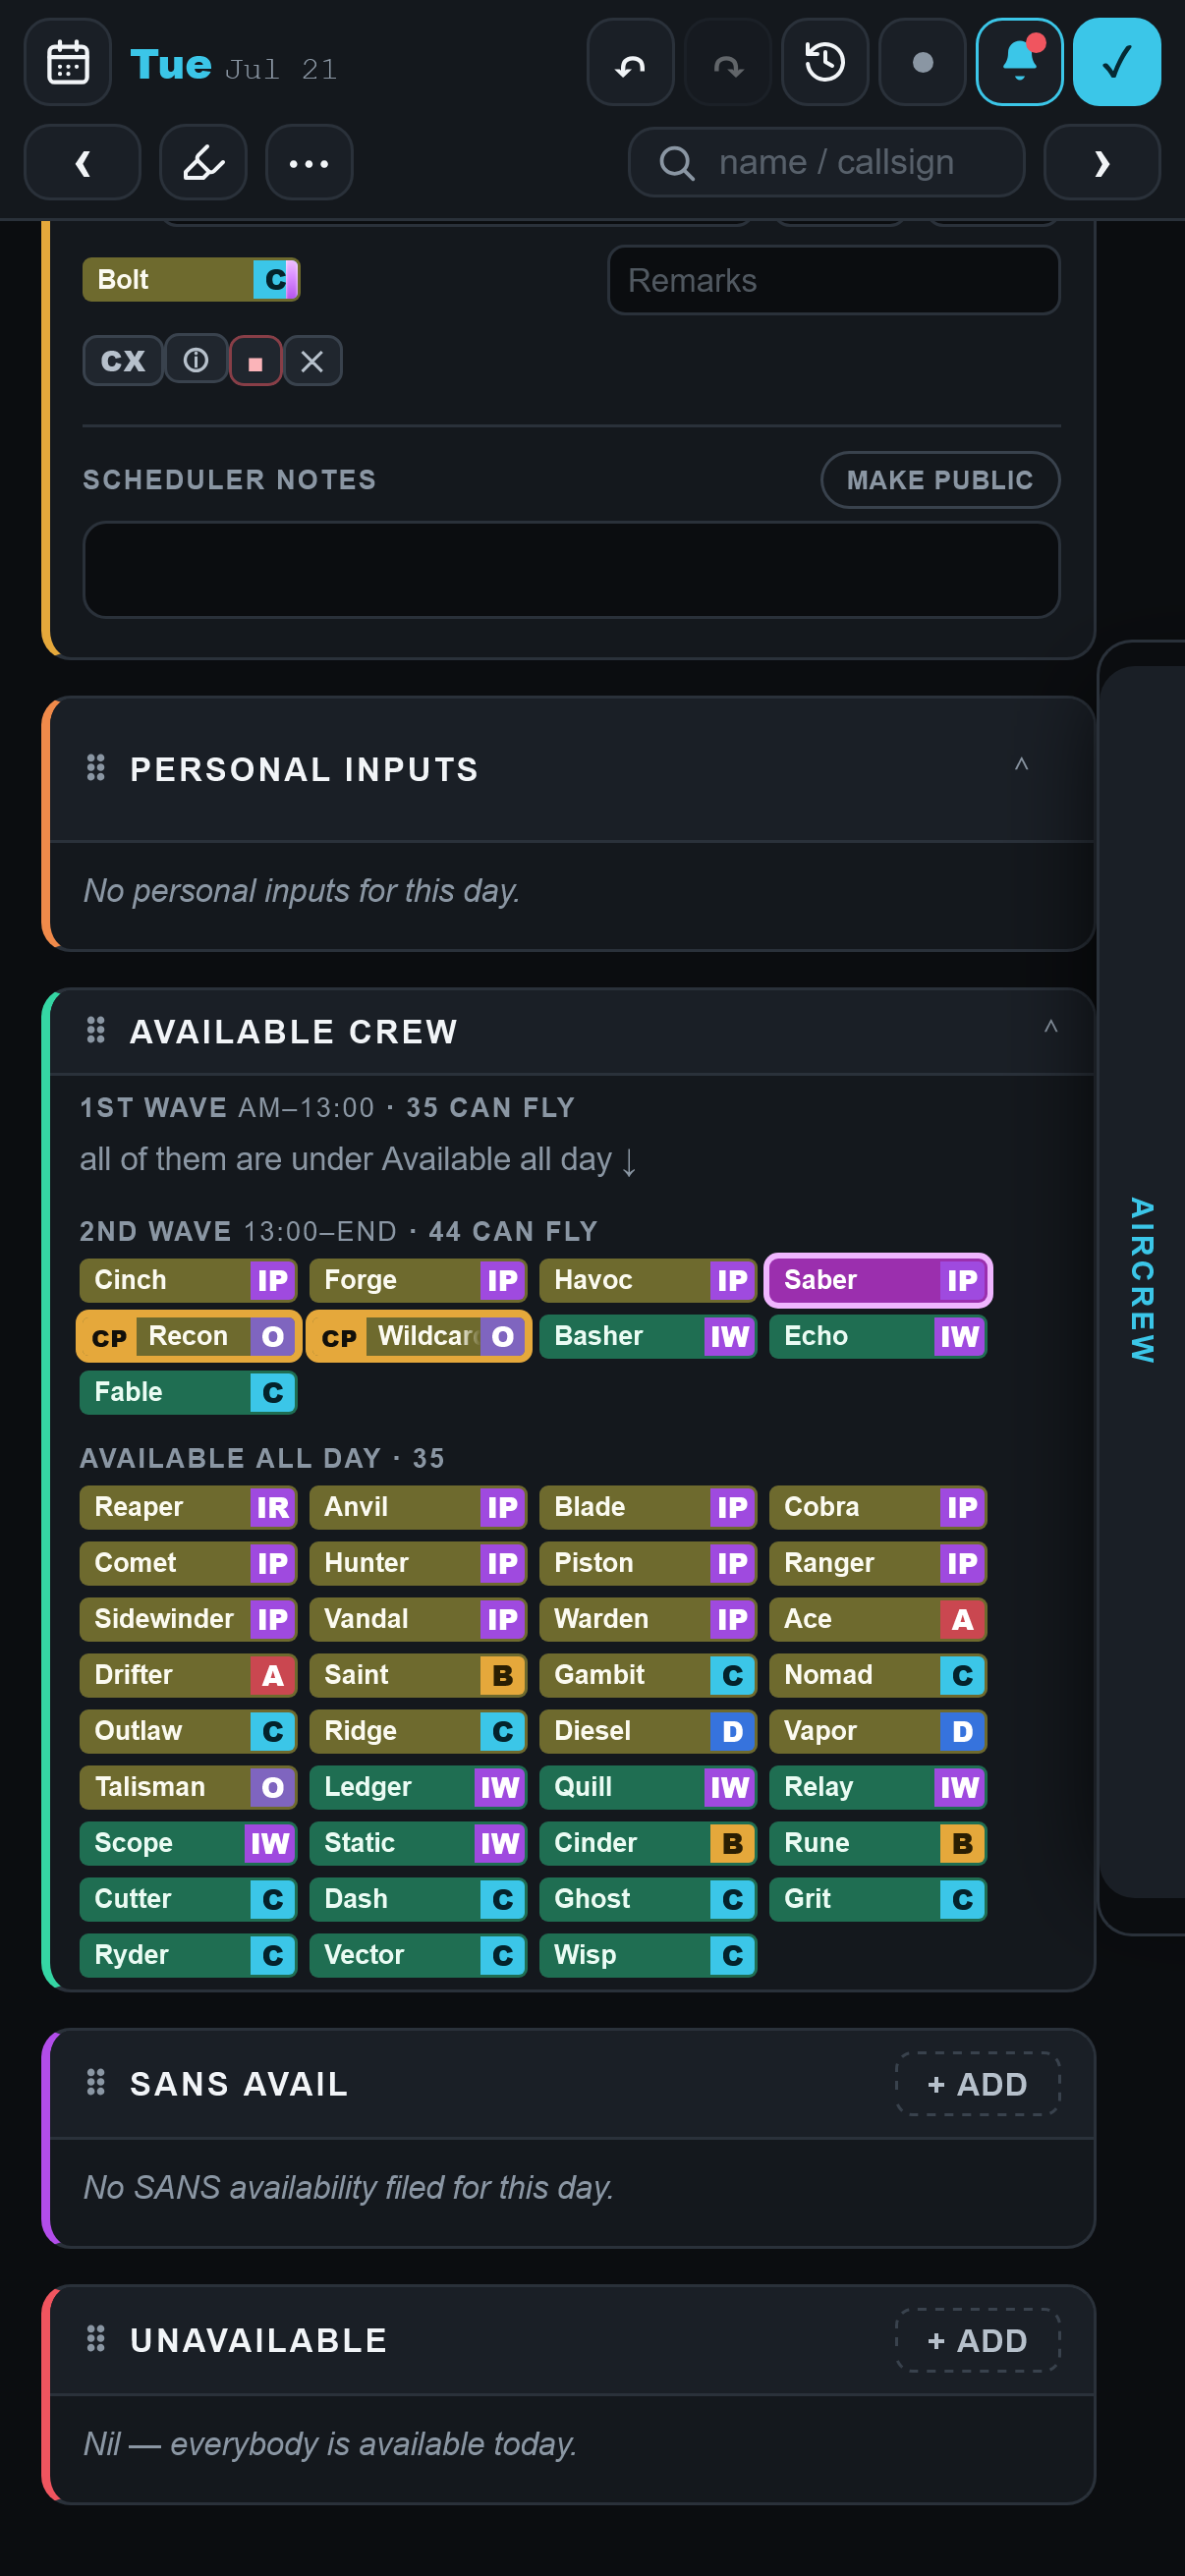 Tue Jul 21
name / callsign
Bolt C
Remarks
CX
SCHEDULER NOTES MAKE PUBLIC
PERSONAL INPUTS
No personal inputs for this day.
AVAILABLE CREW
1ST WAVE AM–13:00 · 35 CAN FLY
all of them are under Available all day ↓
2ND WAVE 13:00–END · 44 CAN FLY
Cinch IP Forge IP Havoc IP Saber IP
CP Recon O CP Wildcard O Basher IW Echo IW
Fable C
AVAILABLE ALL DAY · 35
Reaper IR Anvil IP Blade IP Cobra IP
Comet IP Hunter IP Piston IP Ranger IP
Sidewinder IP Vandal IP Warden IP Ace A
Drifter A Saint B Gambit C Nomad C
Outlaw C Ridge C Diesel D Vapor D
Talisman O Ledger IW Quill IW Relay IW
Scope IW Static IW Cinder B Rune B
Cutter C Dash C Ghost C Grit C
Ryder C Vector C Wisp C
AIRCREW
SANS AVAIL + ADD
No SANS availability filed for this day.
UNAVAILABLE + ADD
Nil — everybody is available today.